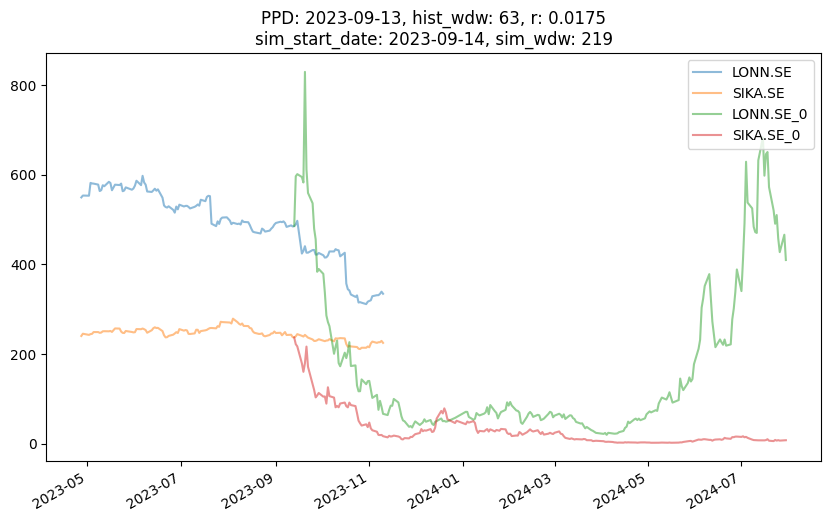 PPD: 2023-09-13, hist_wdw: 63, r: 0.0175
sim_start_date: 2023-09-14, sim_wdw: 219
LONN.SE
SIKA.SE
LONN.SE_0
SIKA.SE_0
800
600
400
200
0
2023-05
2023-07
2023-09
2023-11
2024-01
2024-03
2024-05
2024-07